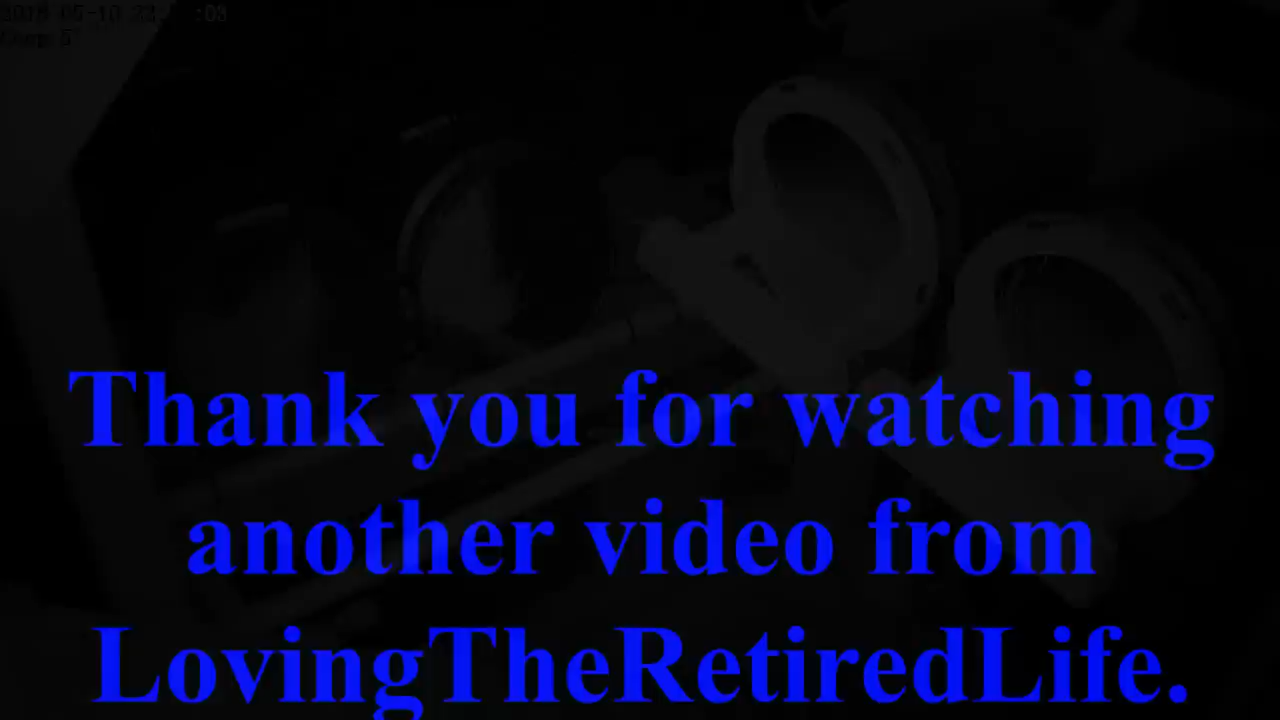 Thank you for watching
another video from
LovingTheRetiredLife.